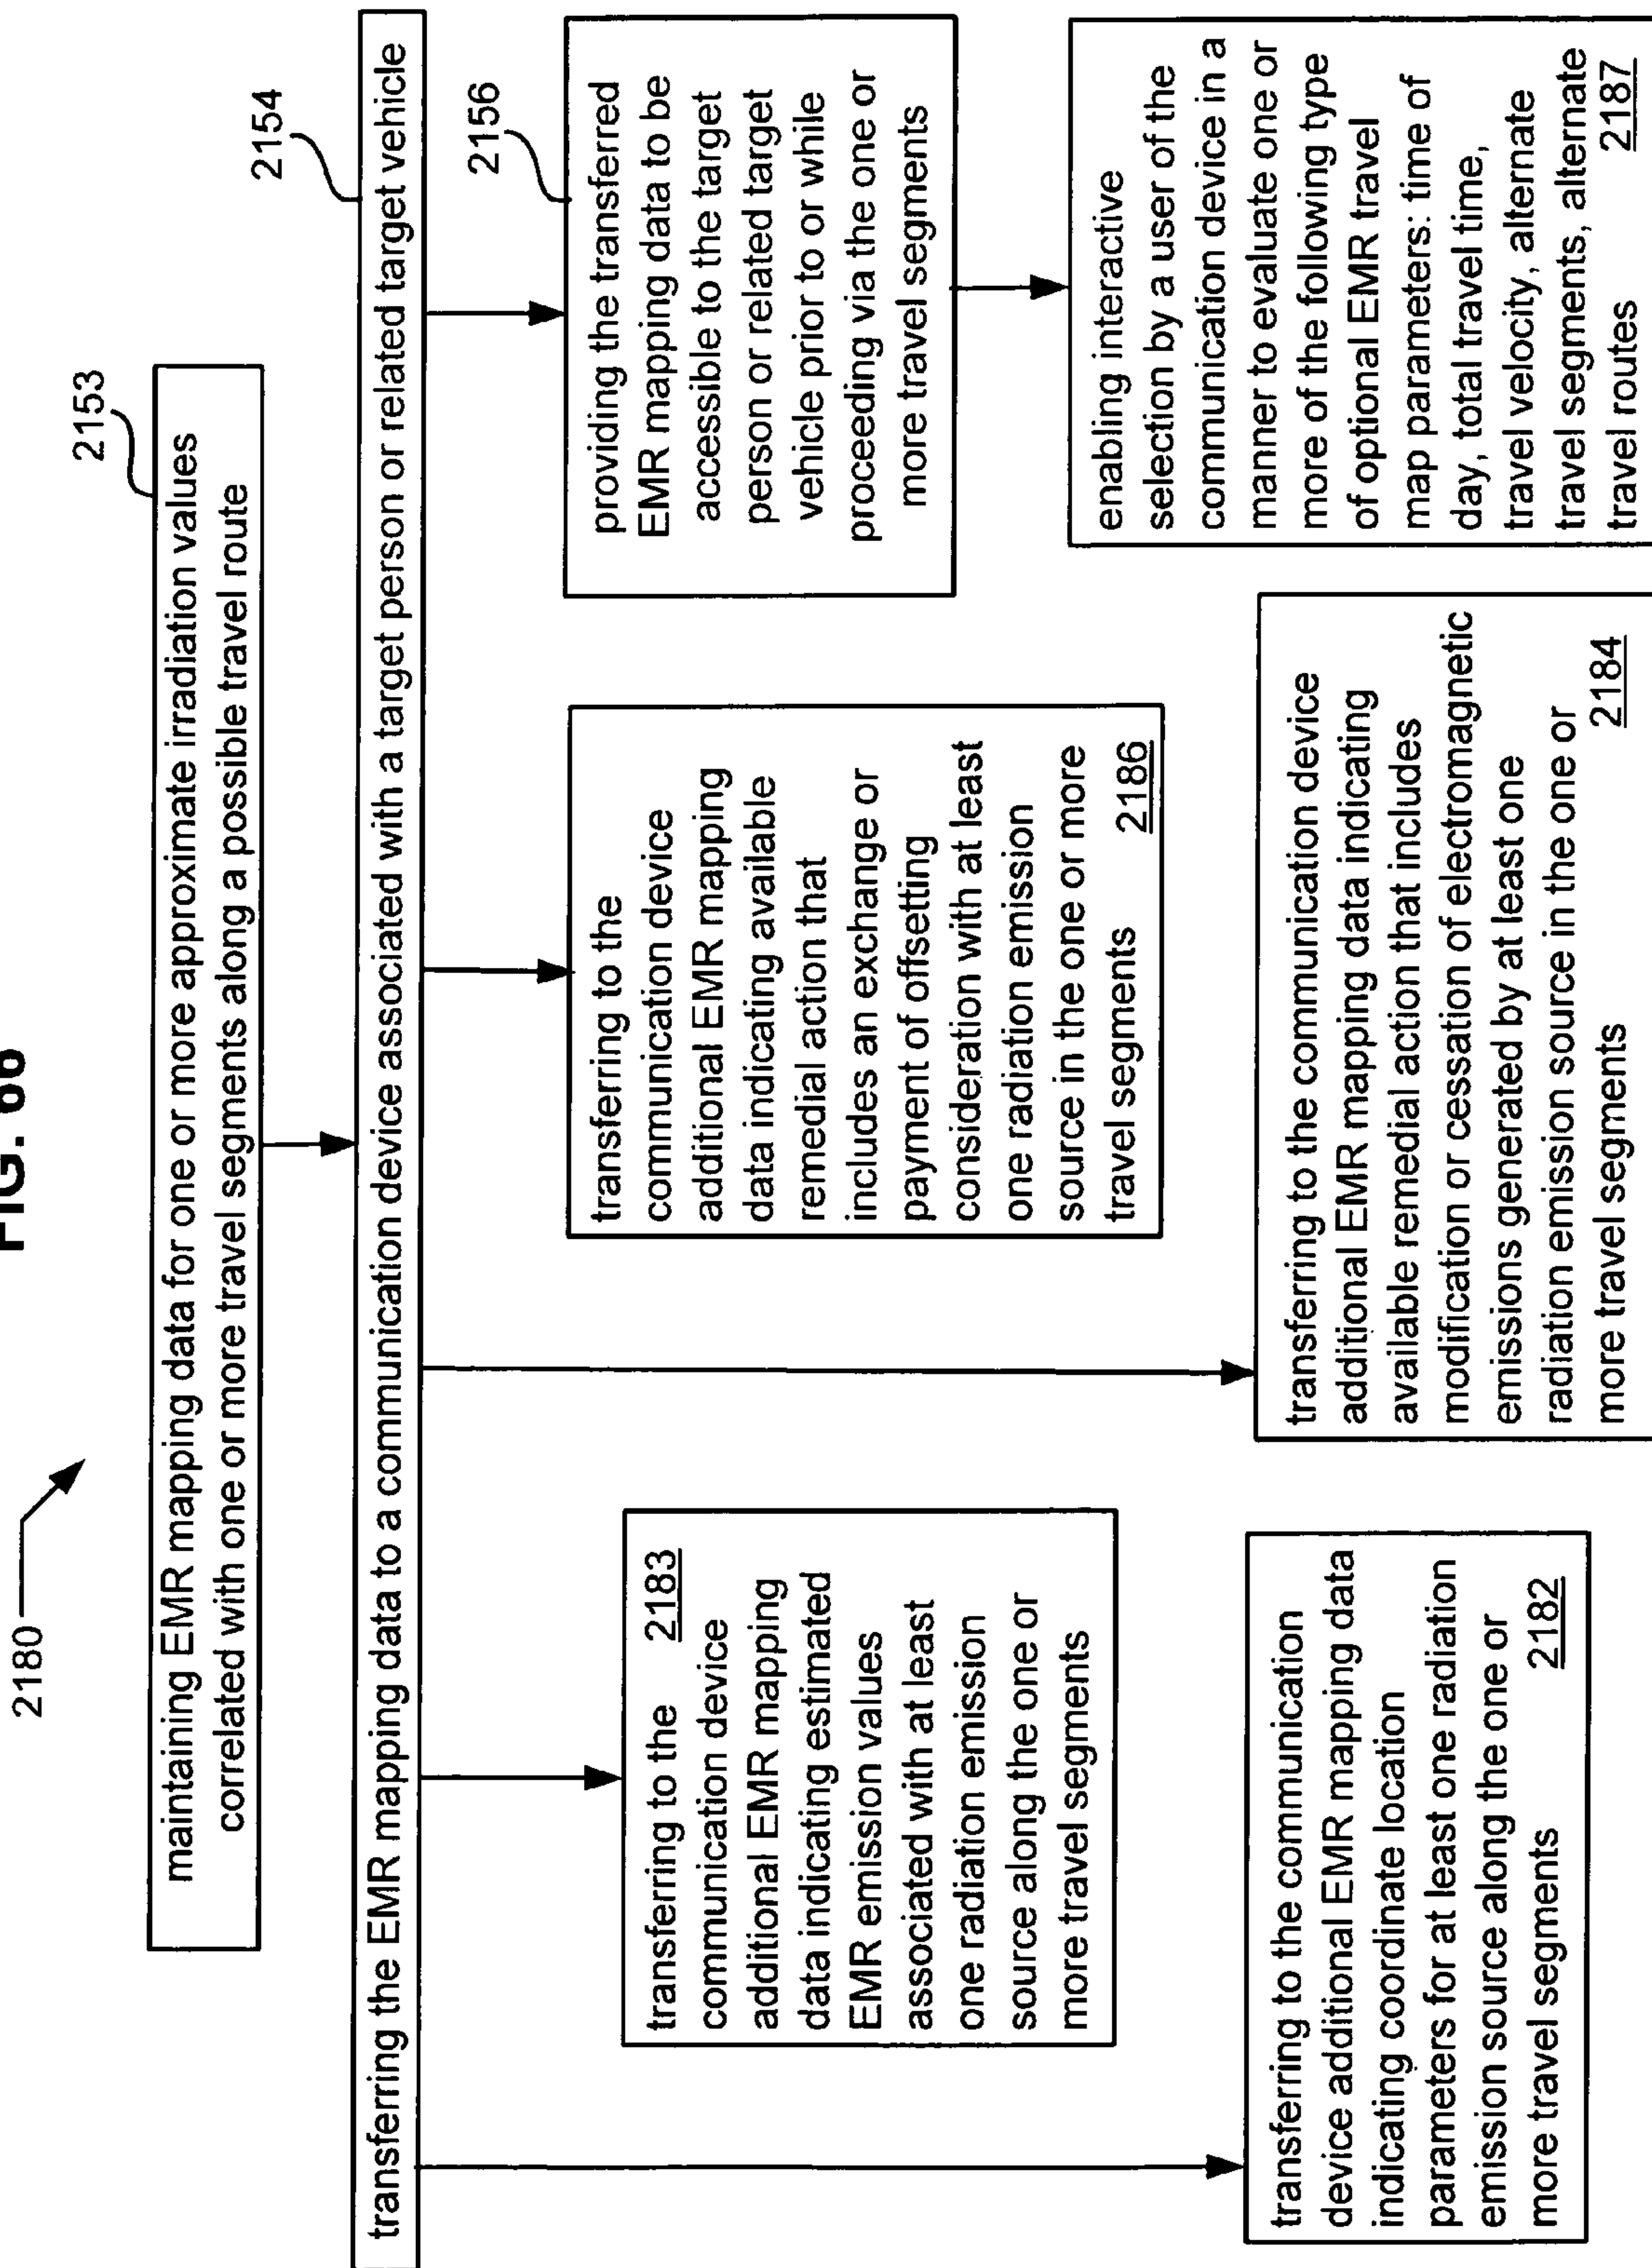 FIG. 66
2180
2153
maintaining EMR mapping data for one or more approximate irradiation values
correlated with one or more travel segments along a possible travel route
2154
transferring the EMR mapping data to a communication device associated with a target person or related target vehicle
2183
transferring to the
communication device
additional EMR mapping
data indicating estimated
EMR emission values
associated with at least
one radiation emission
source along the one or
more travel segments
transferring to the
communication device
additional EMR mapping
data indicating available
remedial action that
includes an exchange or
payment of offsetting
consideration with at least
one radiation emission
source in the one or more
travel segments 2186
2156
providing the transferred
EMR mapping data to be
accessible to the target
person or related target
vehicle prior to or while
proceeding via the one or
more travel segments
transferring to the communication
device additional EMR mapping data
indicating coordinate location
parameters for at least one radiation
emission source along the one or
more travel segments 2182
transferring to the communication device
additional EMR mapping data indicating
available remedial action that includes
modification or cessation of electromagnetic
emissions generated by at least one
radiation emission source in the one or
more travel segments 2184
enabling interactive
selection by a user of the
communication device in a
manner to evaluate one or
more of the following type
of optional EMR travel
map parameters: time of
day, total travel time,
travel velocity, alternate
travel segments, alternate
travel routes 2187